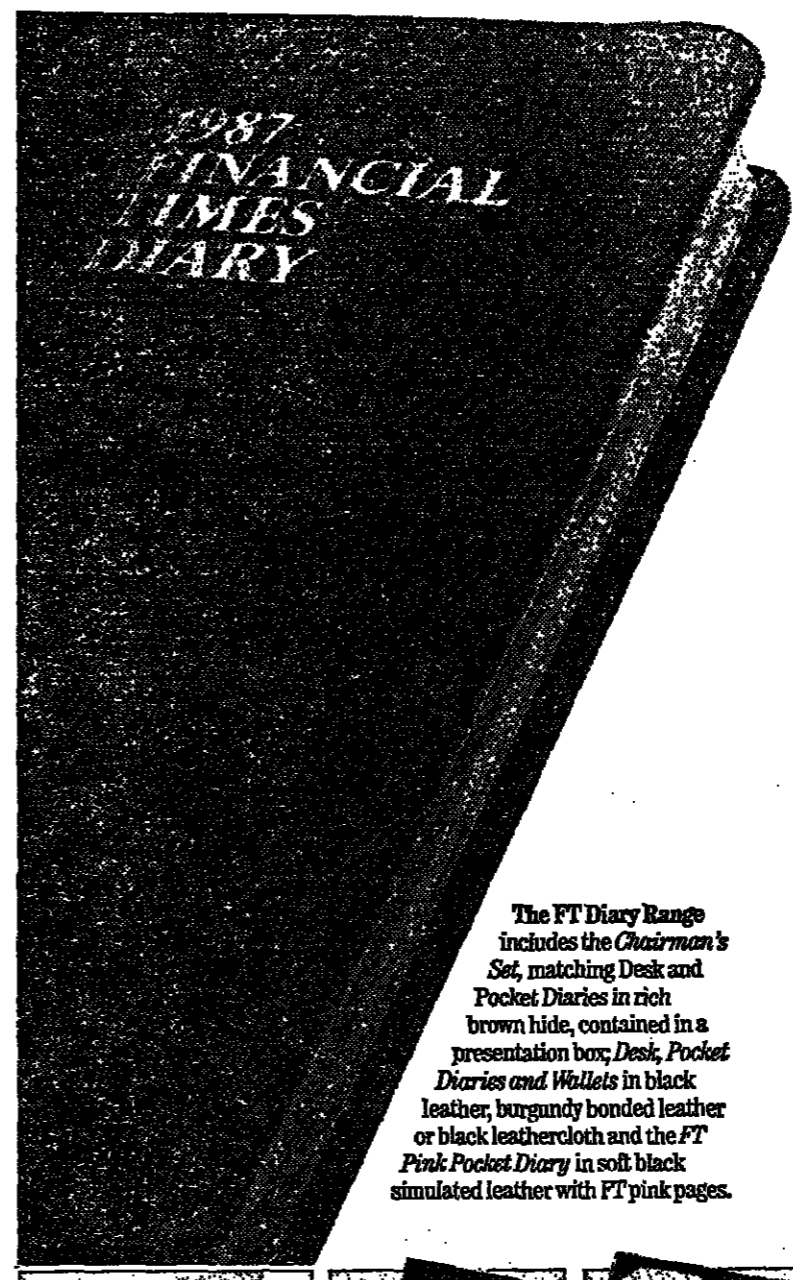 1987
FINANCIAL
TIMES
DIARY
The FT Diary Range
includes the Chairman's
Set, matching Desk and
Pocket Diaries in rich
brown hide, contained in a
presentation box; Desk, Pocket
Diaries and Wallets in black
leather, burgundy bonded leather
or black leathercloth and the FT
Pink Pocket Diary in soft black
simulated leather with FT pink pages.